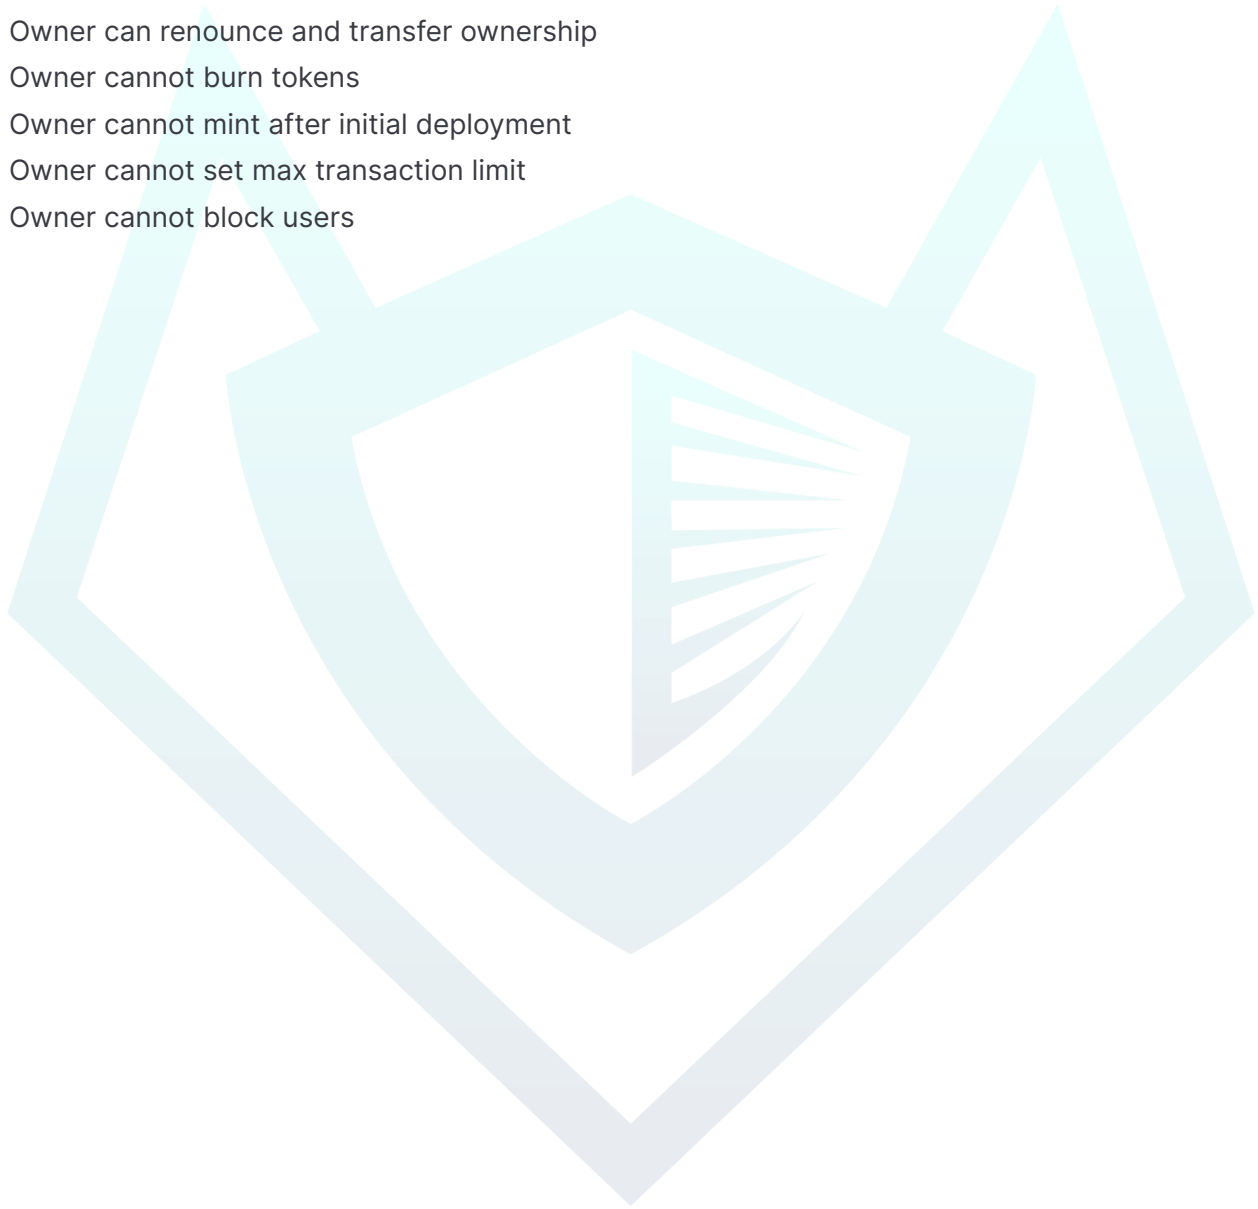 Owner can renounce and transfer ownership
Owner cannot burn tokens
Owner cannot mint after initial deployment
Owner cannot set max transaction limit
Owner cannot block users